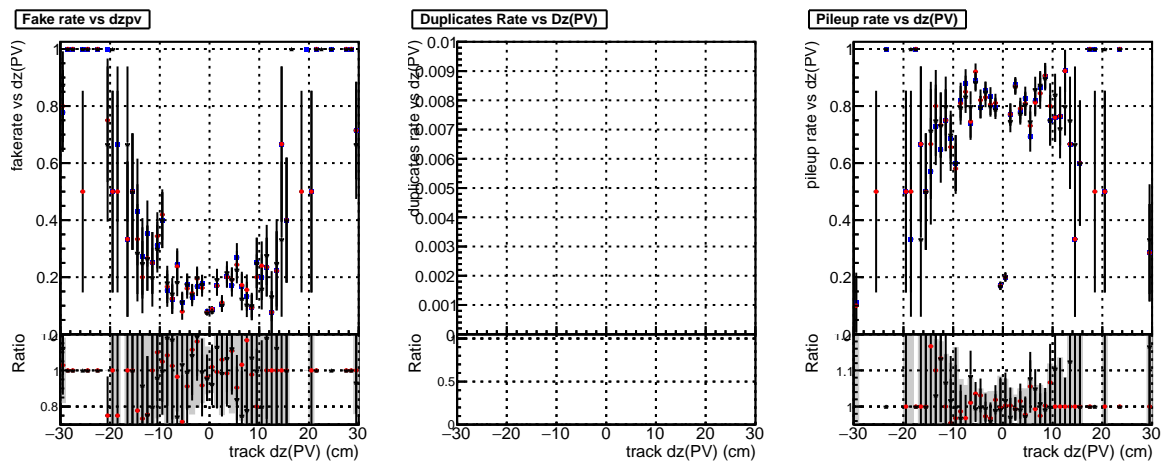 Fake rate vs dzpv
fakerate vs dz(PV)
1
0.8
0.6
0.4
0.2
0
Ratio
1
0.8
−30 −20 −10 0 10 20 30
track dz(PV) (cm)
Duplicates Rate vs Dz(PV)
duplicates rate vs dz(PV)
0.01
0.009
0.008
0.007
0.006
0.005
0.004
0.003
0.002
0.001
0
Ratio
1
0.5
0
−30 −20 −10 0 10 20 30
track dz(PV) (cm)
Pileup rate vs dz(PV)
pileup rate vs dz(PV)
1
0.8
0.6
0.4
0.2
0
Ratio
1.1
1
−30 −20 −10 0 10 20 30
track dz(PV) (cm)